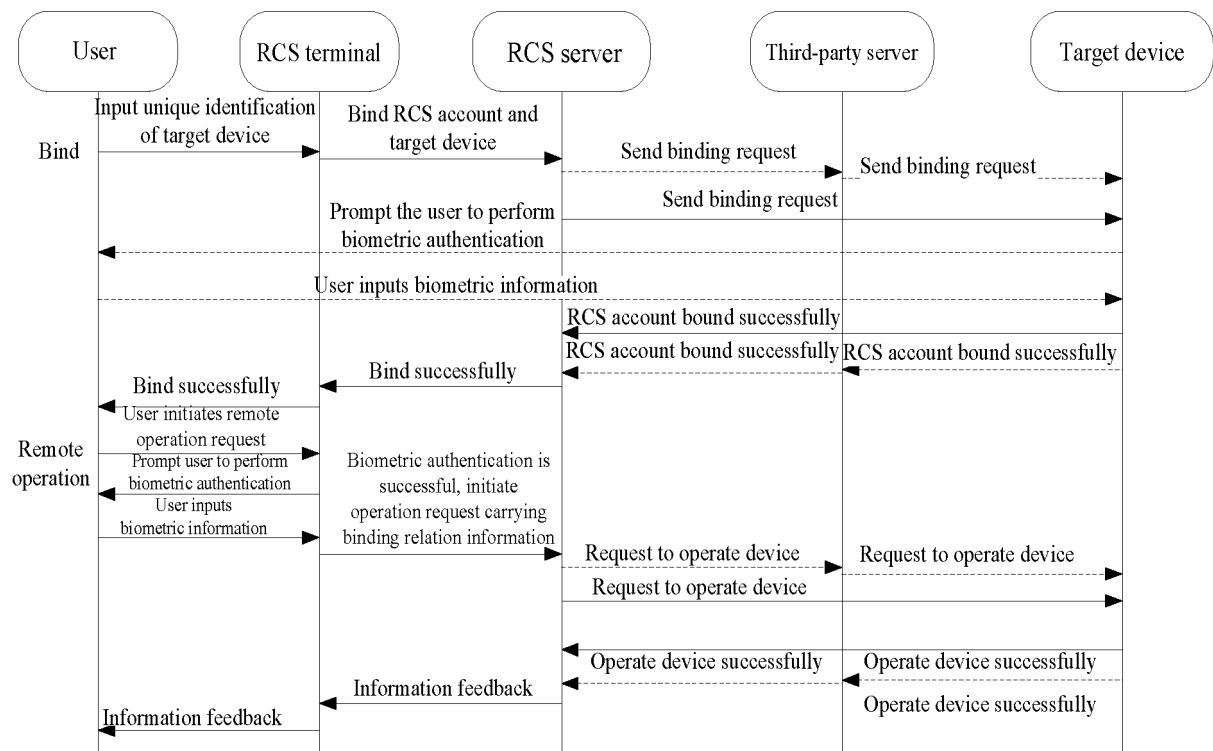 User
RCS terminal
RCS server
Third-party server
Target device
Input unique identification
of target device
Bind RCS account and
target device
Bind
Send binding request
Send binding request
Send binding request
Prompt the user to perform
biometric authentication
User inputs biometric information
RCS account bound successfully
RCS account bound successfully
RCS account bound successfully
Bind successfully
Bind successfully
User initiates remote
operation request
Remote
operation
Prompt user to perform
biometric authentication
User inputs
biometric information
Biometric authentication is
successful, initiate
operation request carrying
binding relation information
Request to operate device
Request to operate device
Request to operate device
Operate device successfully
Operate device successfully
Operate device successfully
Information feedback
Information feedback